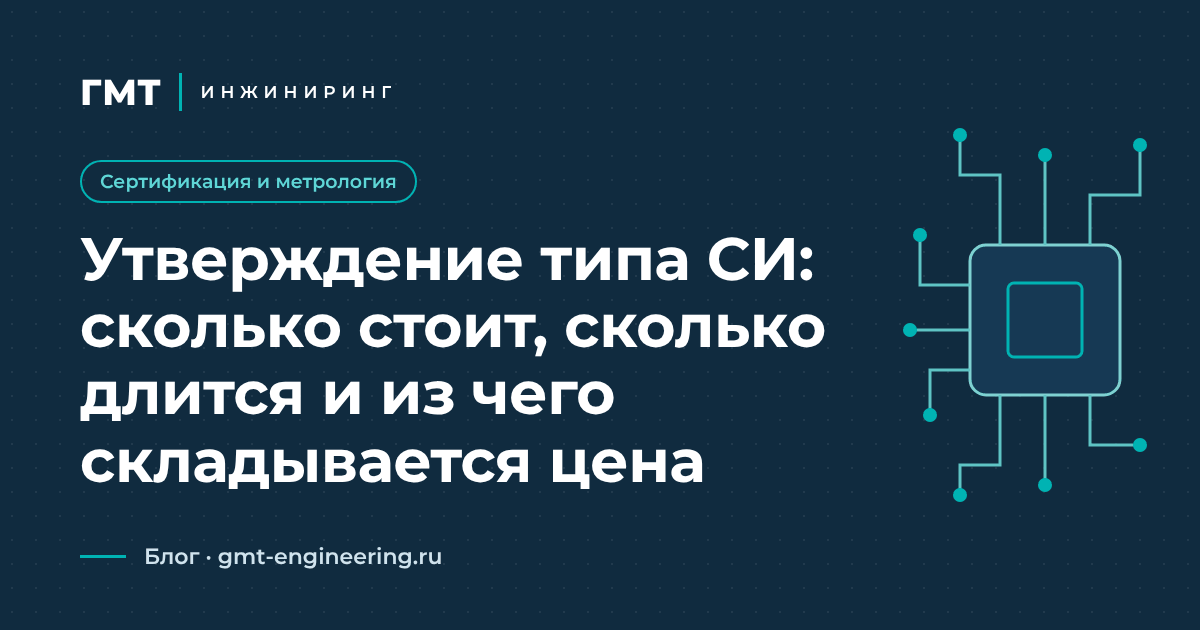 ГМТ ИНЖИНИРИНГ
Сертификация и метрология
Утверждение типа СИ:
сколько стоит, сколько
длится и из чего
складывается цена
Блог · gmt-engineering.ru